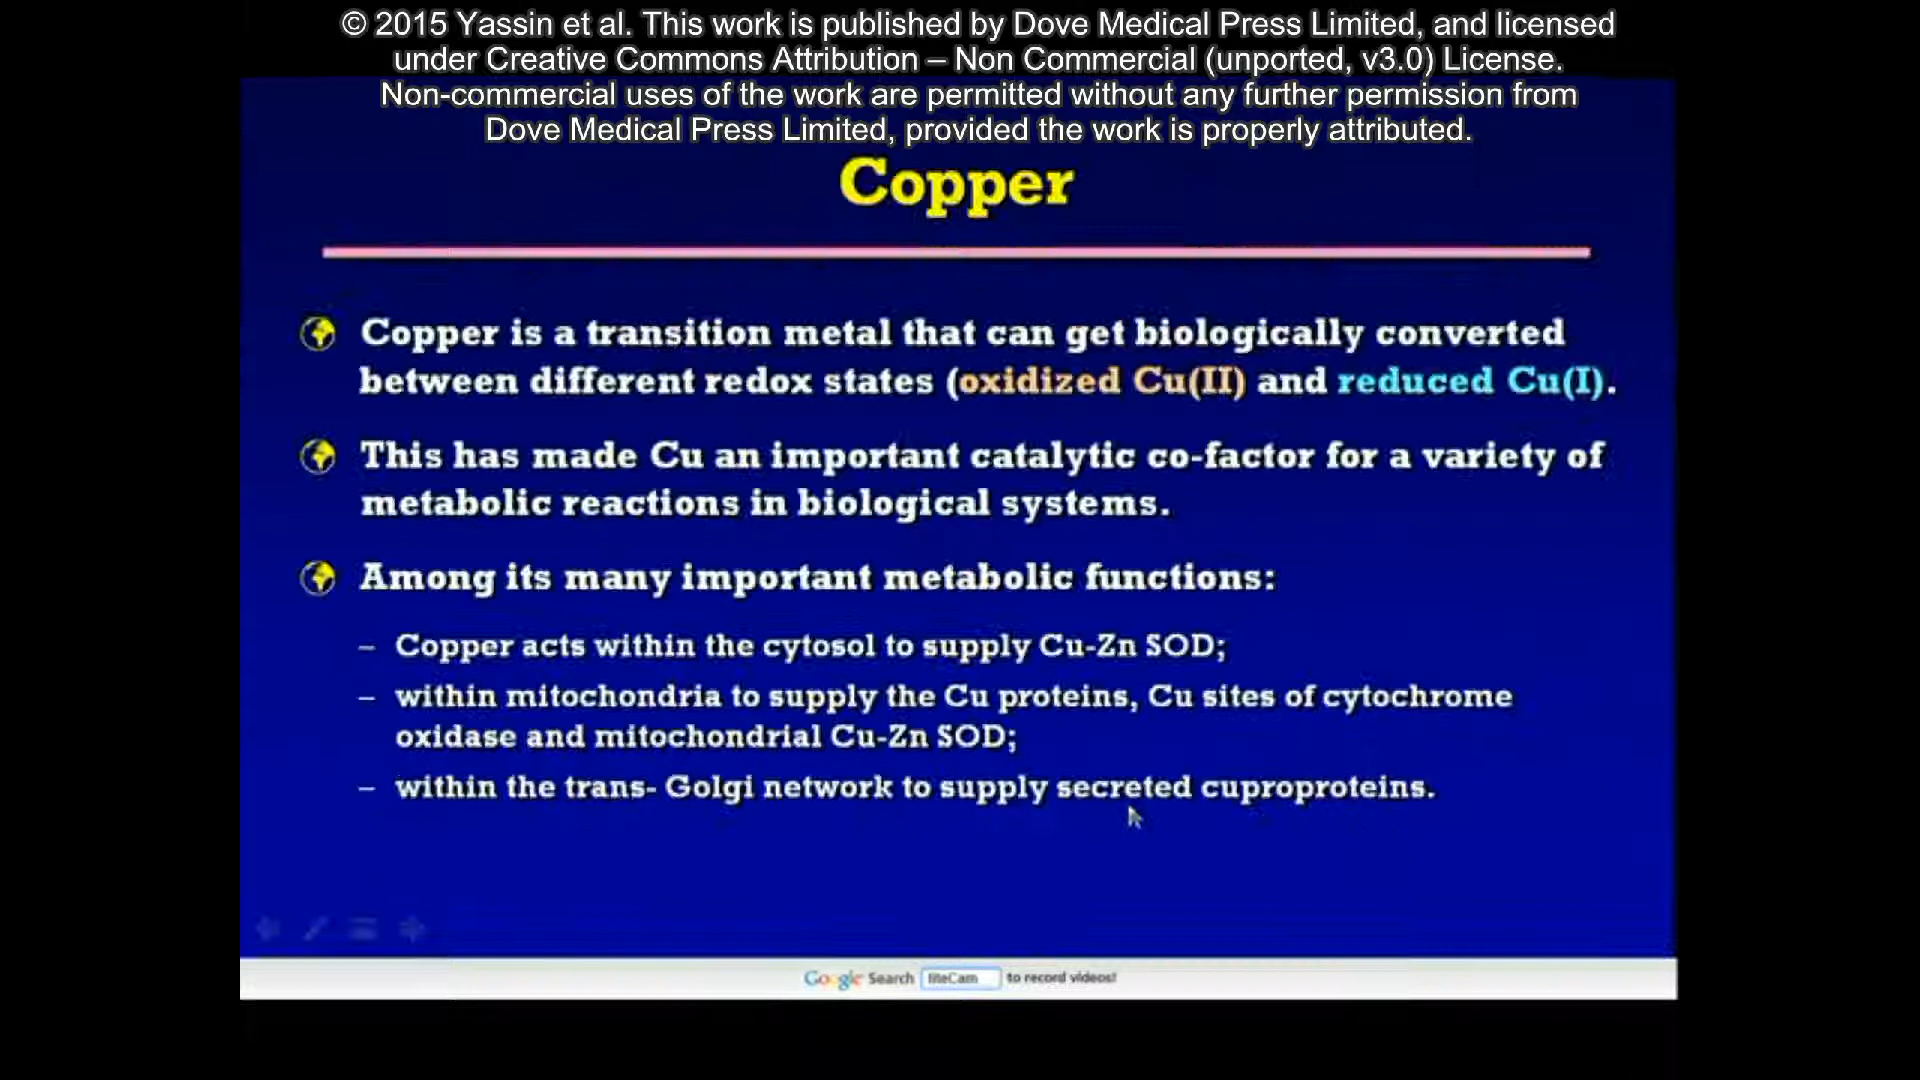 © 2015 Yassin et al. This work is published by Dove Medical Press Limited, and licensed
under Creative Commons Attribution – Non Commercial (unported, v3.0) License.
Non-commercial uses of the work are permitted without any further permission from
Dove Medical Press Limited, provided the work is properly attributed.
Copper
Copper is a transition metal that can get biologically converted
between different redox states (oxidized Cu(II) and reduced Cu(I).
This has made Cu an important catalytic co-factor for a variety of
metabolic reactions in biological systems.
Among its many important metabolic functions:
– Copper acts within the cytosol to supply Cu-Zn SOD;
– within mitochondria to supply the Cu proteins, Cu sites of cytochrome
oxidase and mitochondrial Cu-Zn SOD;
– within the trans- Golgi network to supply secreted cuproproteins.
Google Search liteCam to record videos!